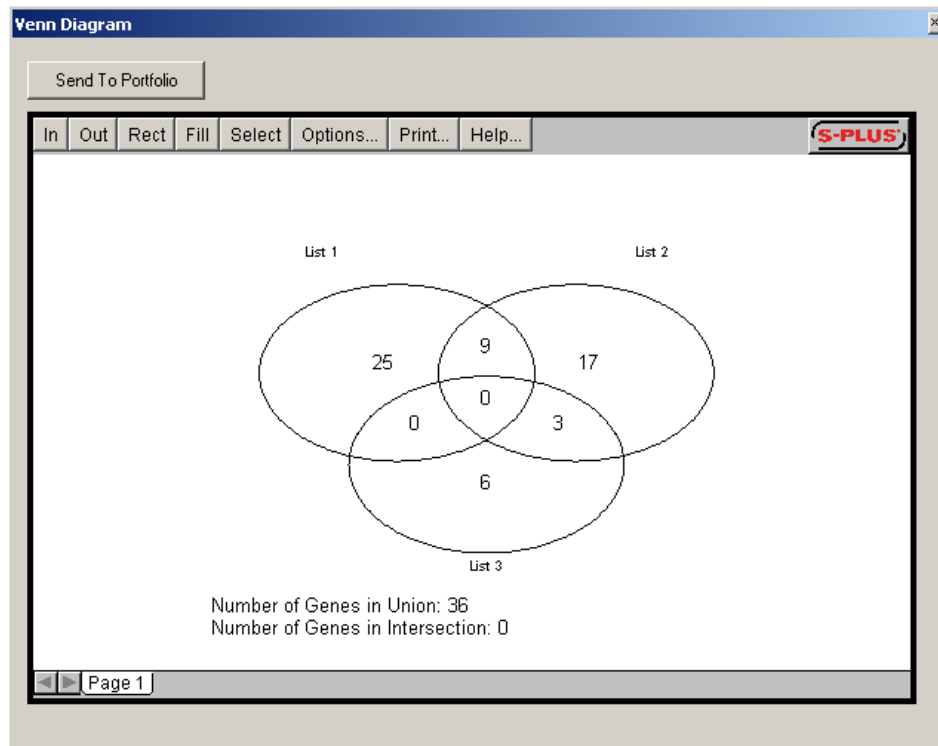 Venn Diagram
Send To Portfolio
In Out Rect Fill Select Options... Print... Help... S-PLUS
List 1 List 2
9
25 17
0
0 3
6
List 3
Number of Genes in Union: 36
Number of Genes in Intersection: 0
Page 1